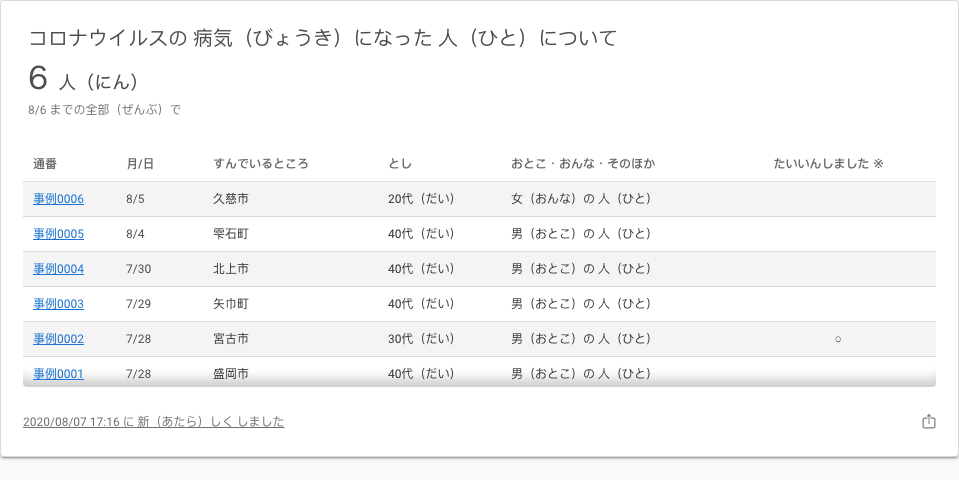 コロナウイルスの 病気（びょうき）になった 人（ひと）について
6 人（にん）
8/6 までの全部（ぜんぶ）で
通番 月/日 すんでいるところ とし おとこ・おんな・そのほか たいいんしました ※
事例0006 8/5 久慈市 20代（だい） 女（おんな）の 人（ひと）
事例0005 8/4 雫石町 40代（だい） 男（おとこ）の 人（ひと）
事例0004 7/30 北上市 40代（だい） 男（おとこ）の 人（ひと）
事例0003 7/29 矢巾町 40代（だい） 男（おとこ）の 人（ひと）
事例0002 7/28 宮古市 30代（だい） 男（おとこ）の 人（ひと） ○
事例0001 7/28 盛岡市 40代（だい） 男（おとこ）の 人（ひと）
2020/08/07 17:16 に 新（あたら）しく しました